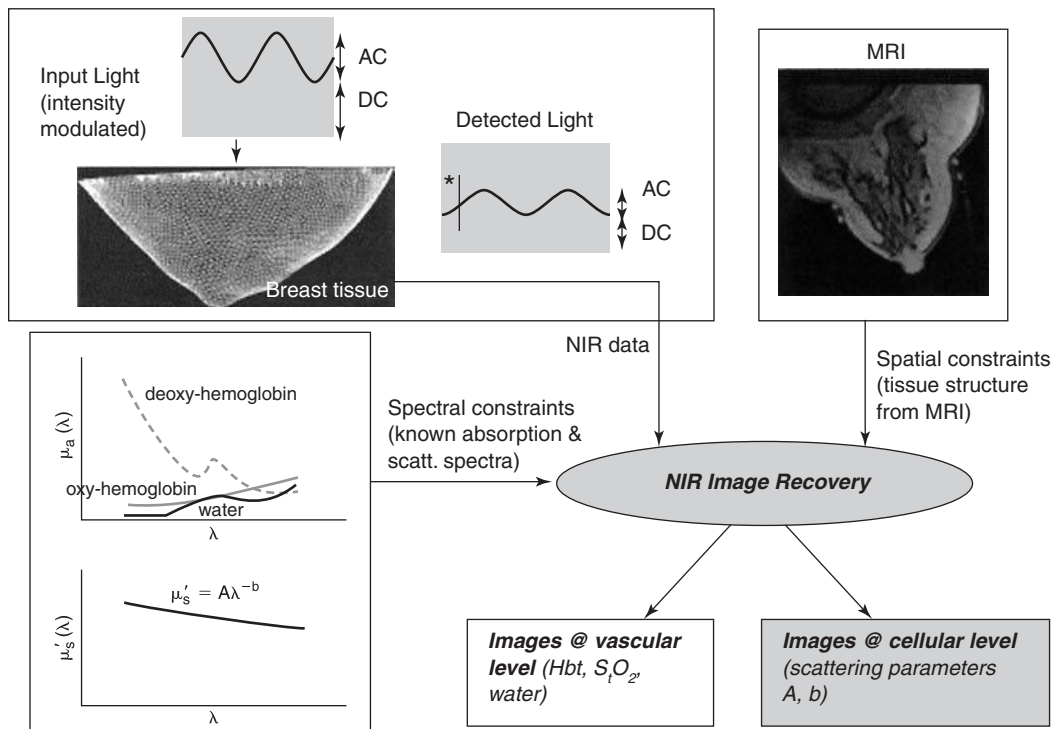 Input Light
(intensity
modulated)
AC
DC
Detected Light
*
AC
DC
Breast tissue
MRI
NIR data
Spatial constraints
(tissue structure
from MRI)
μa (λ)
deoxy-hemoglobin
oxy-hemoglobin
water
λ
Spectral constraints
(known absorption &
scatt. spectra)
NIR Image Recovery
μs′(λ)
μs′ = Aλ−b
λ
Images @ vascular
level (Hbt, StO2,
water)
Images @ cellular level
(scattering parameters
A, b)